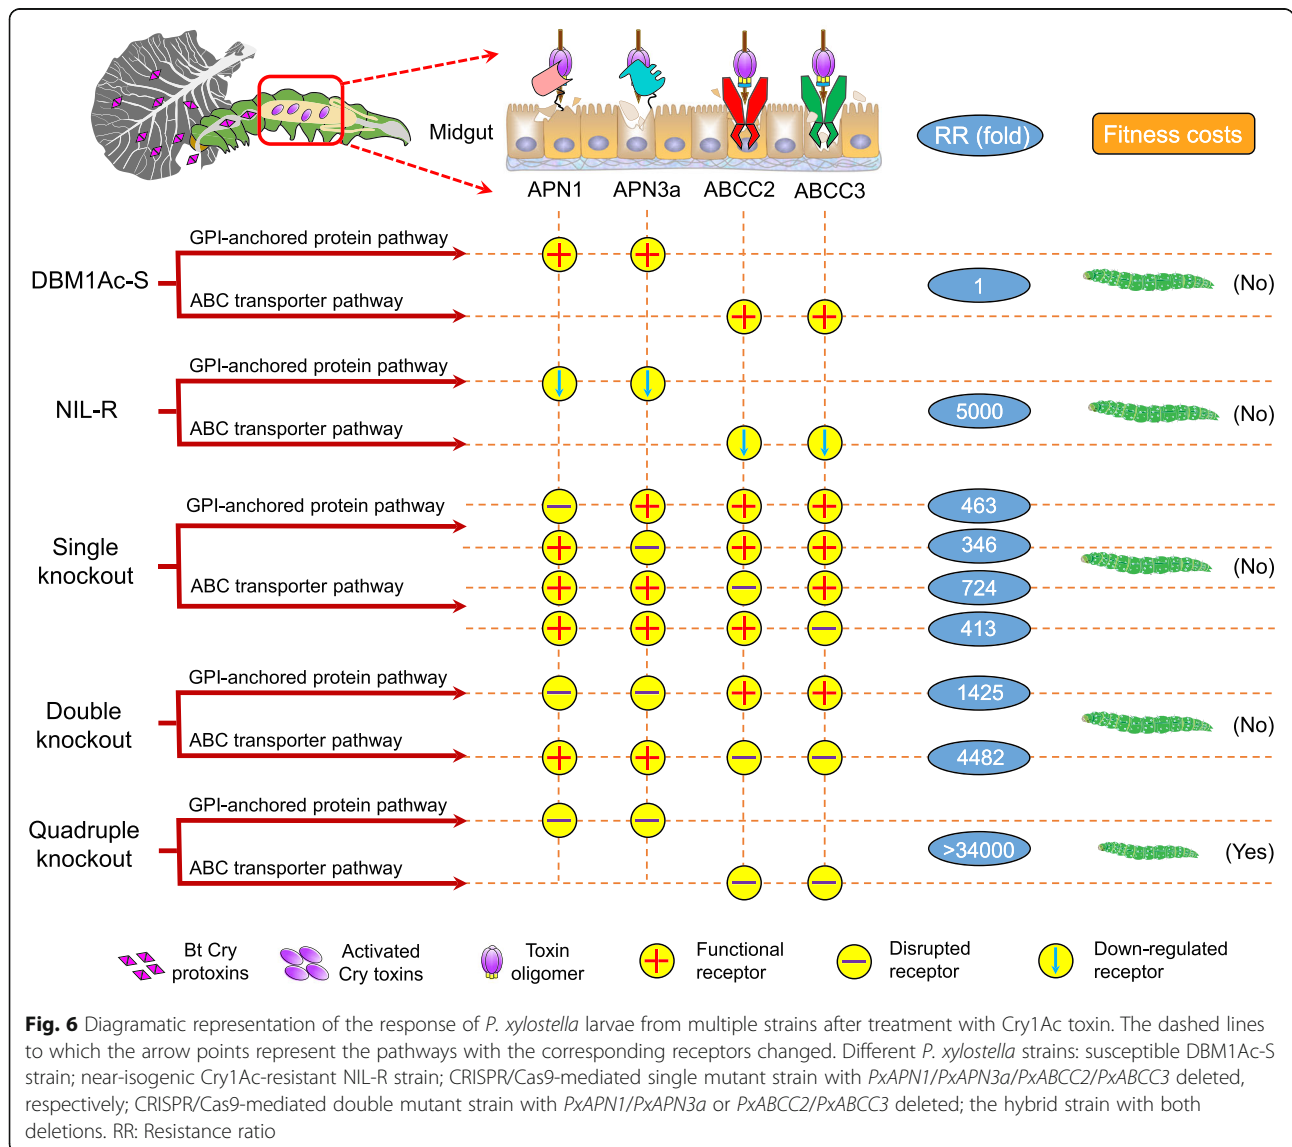 Midgut
APN1 APN3a ABCC2 ABCC3
RR (fold)
Fitness costs
DBM1Ac-S
GPI-anchored protein pathway
ABC transporter pathway
1
(No)
NIL-R
GPI-anchored protein pathway
ABC transporter pathway
5000
(No)
Single
knockout
GPI-anchored protein pathway
ABC transporter pathway
463
346
724
413
(No)
Double
knockout
GPI-anchored protein pathway
ABC transporter pathway
1425
4482
(No)
Quadruple
knockout
GPI-anchored protein pathway
ABC transporter pathway
>34000
(Yes)
Bt Cry
protoxins
Activated
Cry toxins
Toxin
oligomer
Functional
receptor
Disrupted
receptor
Down-regulated
receptor
Fig. 6 Diagramatic representation of the response of P. xylostella larvae from multiple strains after treatment with Cry1Ac toxin. The dashed lines
to which the arrow points represent the pathways with the corresponding receptors changed. Different P. xylostella strains: susceptible DBM1Ac-S
strain; near-isogenic Cry1Ac-resistant NIL-R strain; CRISPR/Cas9-mediated single mutant strain with PxAPN1/PxAPN3a/PxABCC2/PxABCC3 deleted,
respectively; CRISPR/Cas9-mediated double mutant strain with PxAPN1/PxAPN3a or PxABCC2/PxABCC3 deleted; the hybrid strain with both
deletions. RR: Resistance ratio